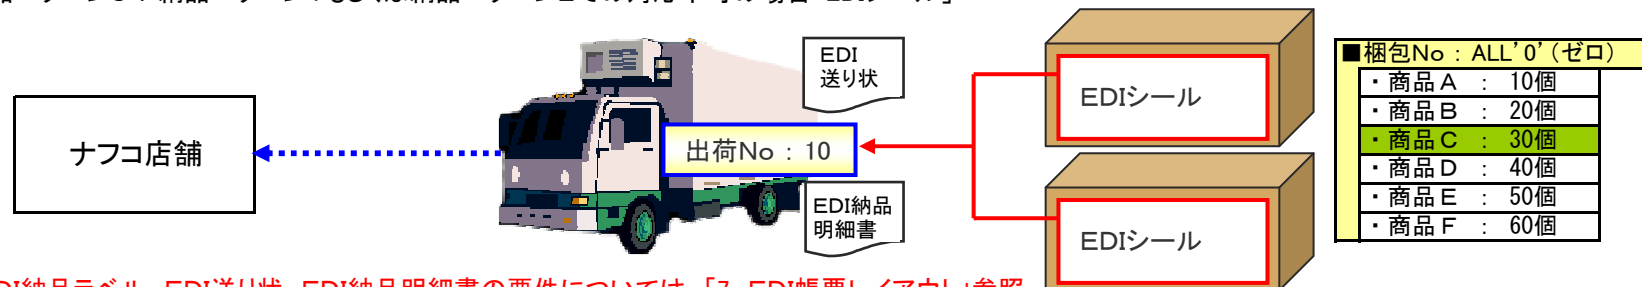 EDI
送り状
EDIシール
ナフコ店舗
出荷No：10
EDI納品
明細書
EDIシール
■梱包No：ALL’0’（ゼロ）
・商品Ａ ： 10個
・商品Ｂ ： 20個
・商品Ｃ ： 30個
・商品Ｄ ： 40個
・商品Ｅ ： 50個
・商品Ｆ ： 60個